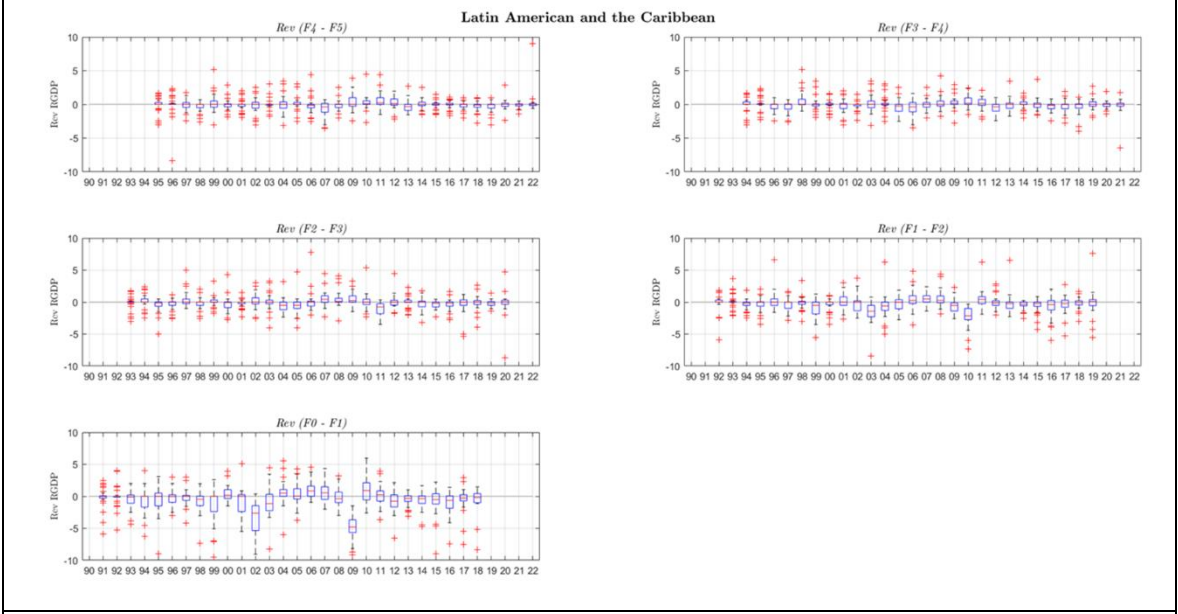 Latin American and the Caribbean
Rev (F4 - F5)
Rev RGDP
10
5
0
-5
-10
90 91 92 93 94 95 96 97 98 99 00 01 02 03 04 05 06 07 08 09 10 11 12 13 14 15 16 17 18 19 20 21 22
Rev (F3 - F4)
Rev RGDP
10
5
0
-5
-10
90 91 92 93 94 95 96 97 98 99 00 01 02 03 04 05 06 07 08 09 10 11 12 13 14 15 16 17 18 19 20 21 22
Rev (F2 - F3)
Rev RGDP
10
5
0
-5
-10
90 91 92 93 94 95 96 97 98 99 00 01 02 03 04 05 06 07 08 09 10 11 12 13 14 15 16 17 18 19 20 21 22
Rev (F1 - F2)
Rev RGDP
10
5
0
-5
-10
90 91 92 93 94 95 96 97 98 99 00 01 02 03 04 05 06 07 08 09 10 11 12 13 14 15 16 17 18 19 20 21 22
Rev (F0 - F1)
Rev RGDP
10
5
0
-5
-10
90 91 92 93 94 95 96 97 98 99 00 01 02 03 04 05 06 07 08 09 10 11 12 13 14 15 16 17 18 19 20 21 22